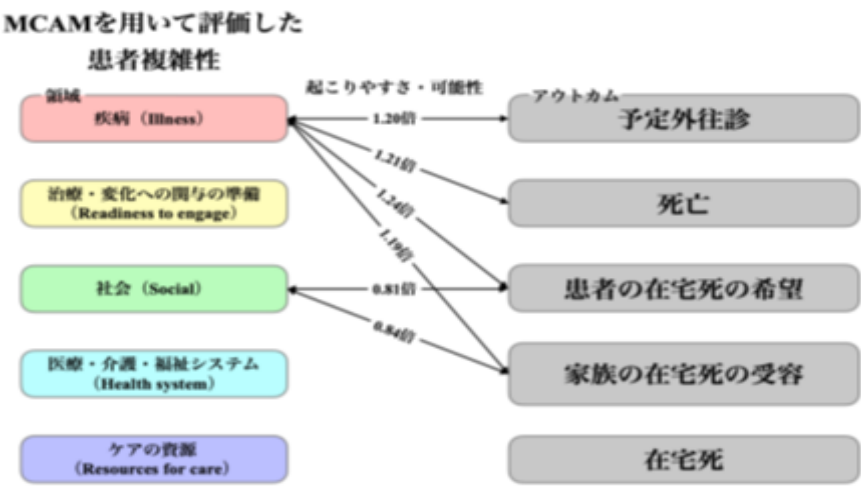 MCAMを用いて評価した
患者複雑性
領域
疾病（Illness）
治療・変化への関与の準備
（Readiness to engage）
社会（Social）
医療・介護・福祉システム
（Health system）
ケアの資源
（Resources for care）
起こりやすさ・可能性
1.20倍
1.21倍
1.24倍
1.19倍
0.81倍
0.84倍
アウトカム
予定外往診
死亡
患者の在宅死の希望
家族の在宅死の受容
在宅死